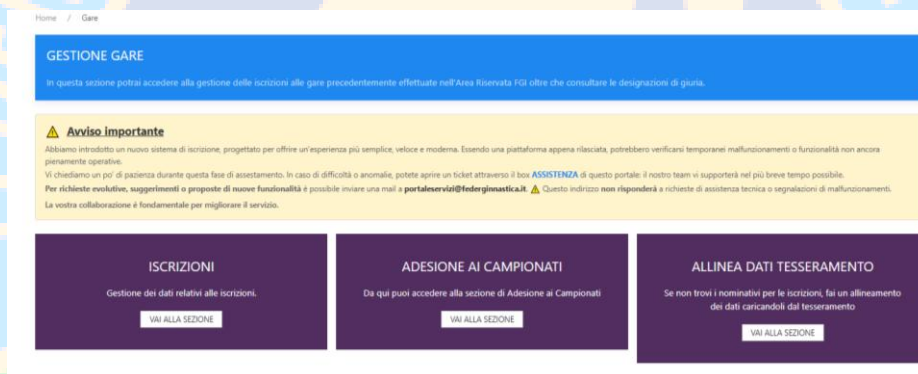 Home / Gare
GESTIONE GARE
In questa sezione potrai accedere alla gestione delle iscrizioni alle gare precedentemente effettuate nell'Area Riservata FGI oltre che consultare le designazioni di giuria.
Avviso importante
Abbiamo introdotto un nuovo sistema di iscrizione, progettato per offrire un'esperienza più semplice, veloce e moderna. Essendo una piattaforma appena rilasciata, potrebbero verificarsi temporanei malfunzionamenti o funzionalità non ancora
pienamente operative.
Vi chiediamo un po' di pazienza durante questa fase di assestamento. In caso di difficoltà o anomalie, potete aprire un ticket attraverso il box ASSISTENZA di questo portale: il nostro team vi supporterà nel più breve tempo possibile.
Per richieste evolutive, suggerimenti o proposte di nuove funzionalità è possibile inviare una mail a portaleservizi@federginnastica.it. ⚠ Questo indirizzo non risponderà a richieste di assistenza tecnica o segnalazioni di malfunzionamenti.
La vostra collaborazione è fondamentale per migliorare il servizio.
ISCRIZIONI
Gestione dei dati relativi alle iscrizioni.
VAI ALLA SEZIONE
ADESIONE AI CAMPIONATI
Da qui puoi accedere alla sezione di Adesione ai Campionati
VAI ALLA SEZIONE
ALLINEA DATI TESSERAMENTO
Se non trovi i nominativi per le iscrizioni, fai un allineamento
dei dati caricandoli dal tesseramento
VAI ALLA SEZIONE